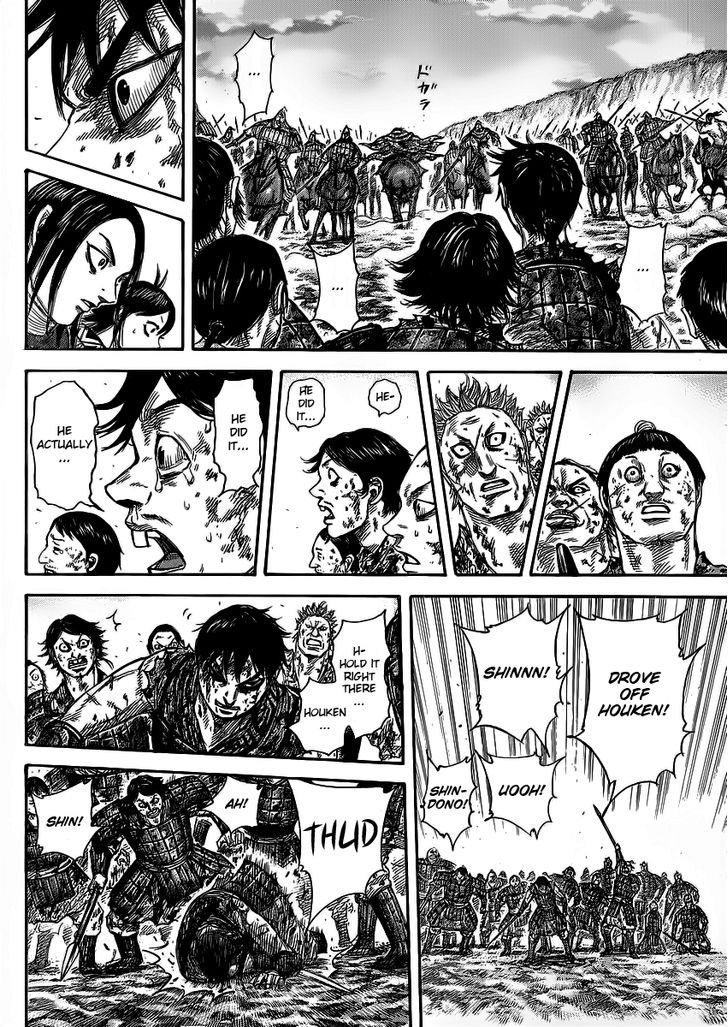 ...
ドガラ
...
HE-
HE
DID
IT...
HE
DID
IT.
HE
ACTUALLY
...
DROVE
OFF
HOUKEN!
SHINNN!
UOOH!
SHIN-
DONO!
H-
HOLD IT
RIGHT
THERE
...
HOUKEN
...
THUD
AH!
SHIN!